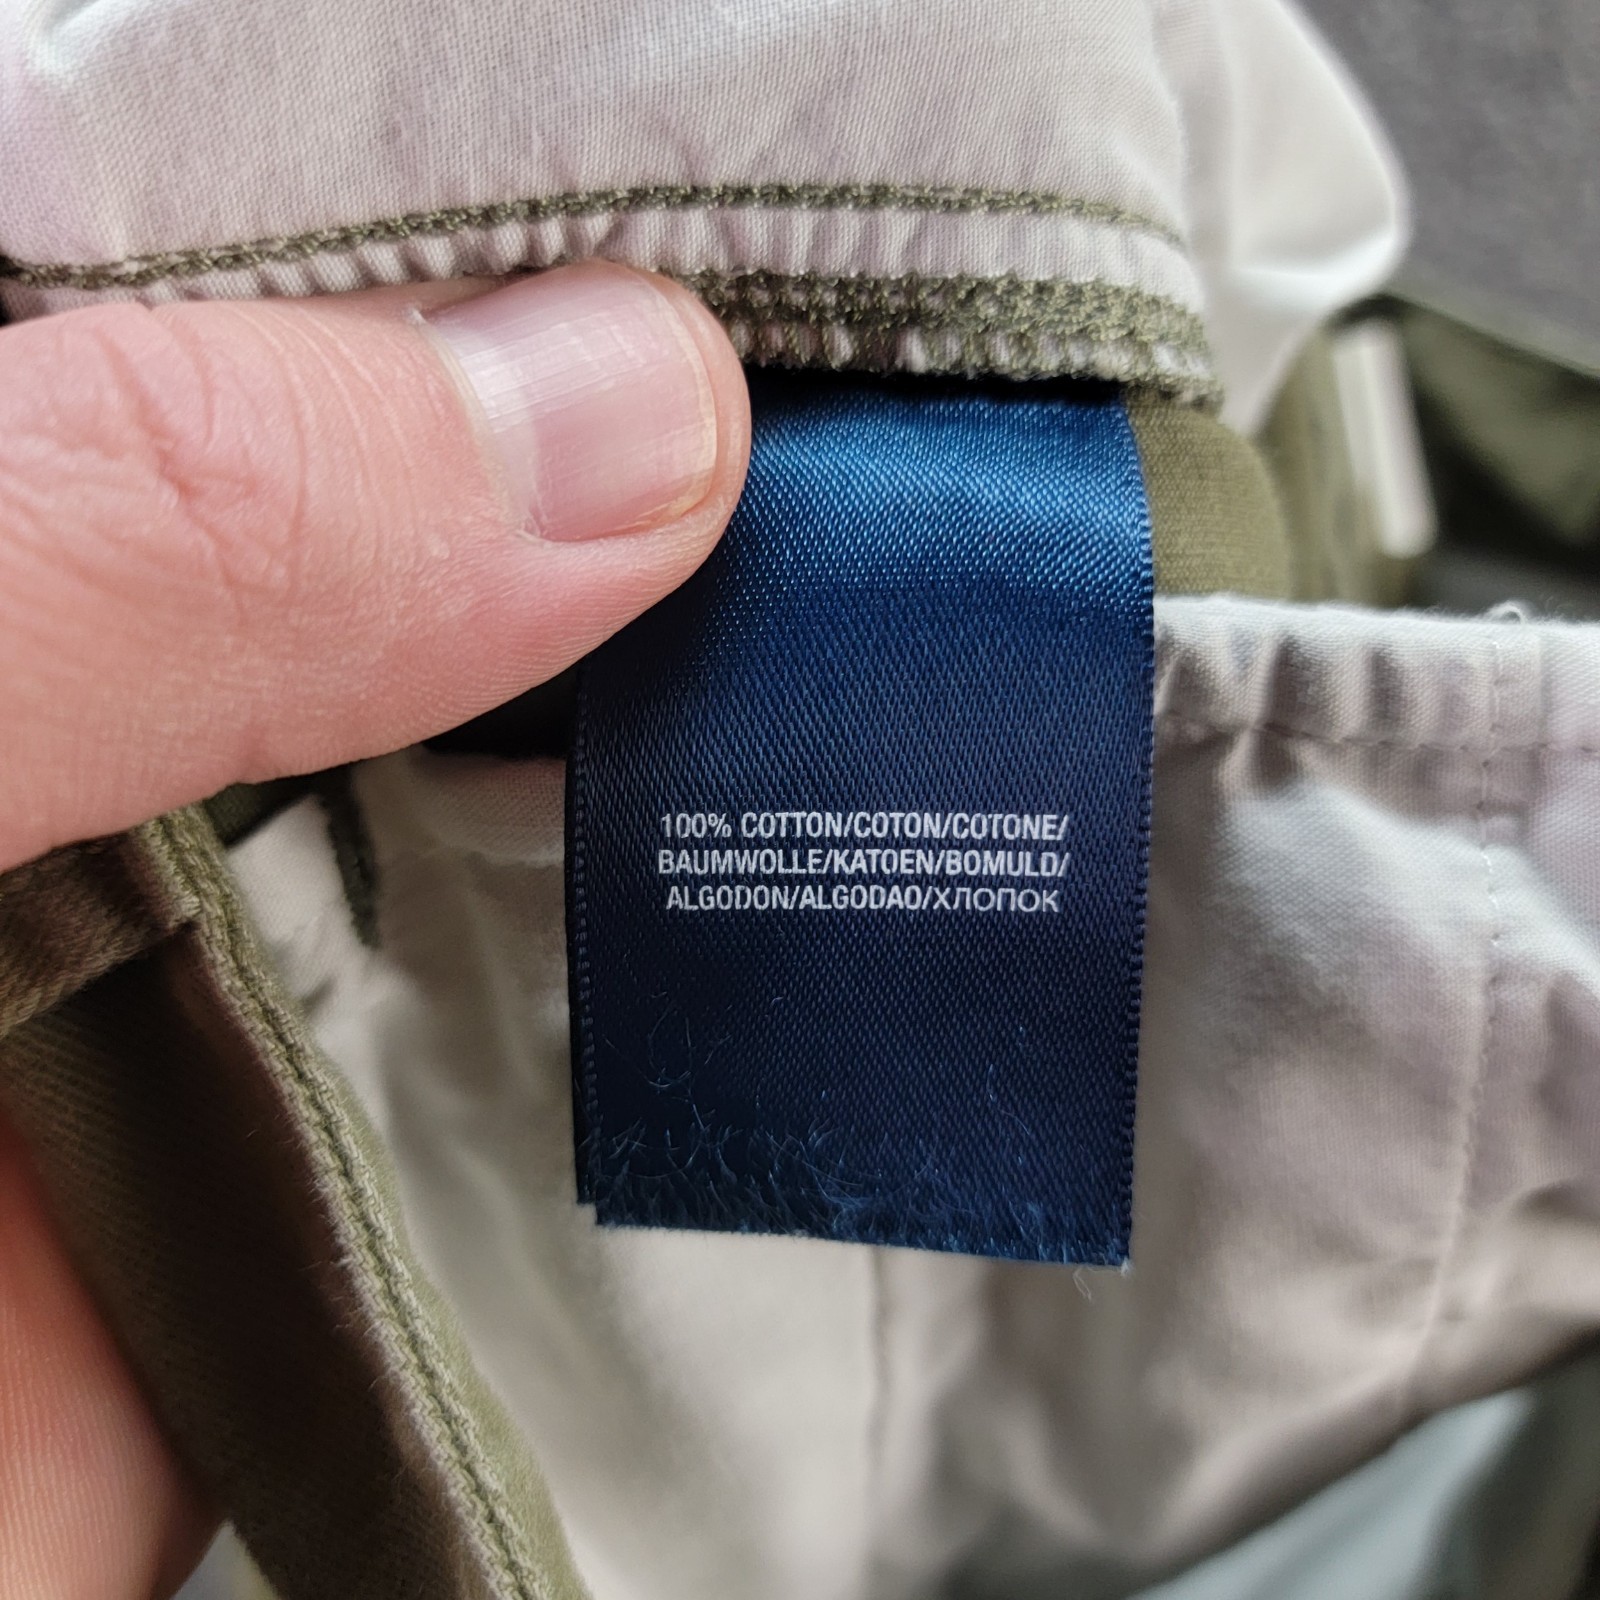 100% COTTON/COTON/COTONE/
BAUMWOLLE/KATOEN/BOMULD/
ALGODON/ALGODAO/ХЛОПОК